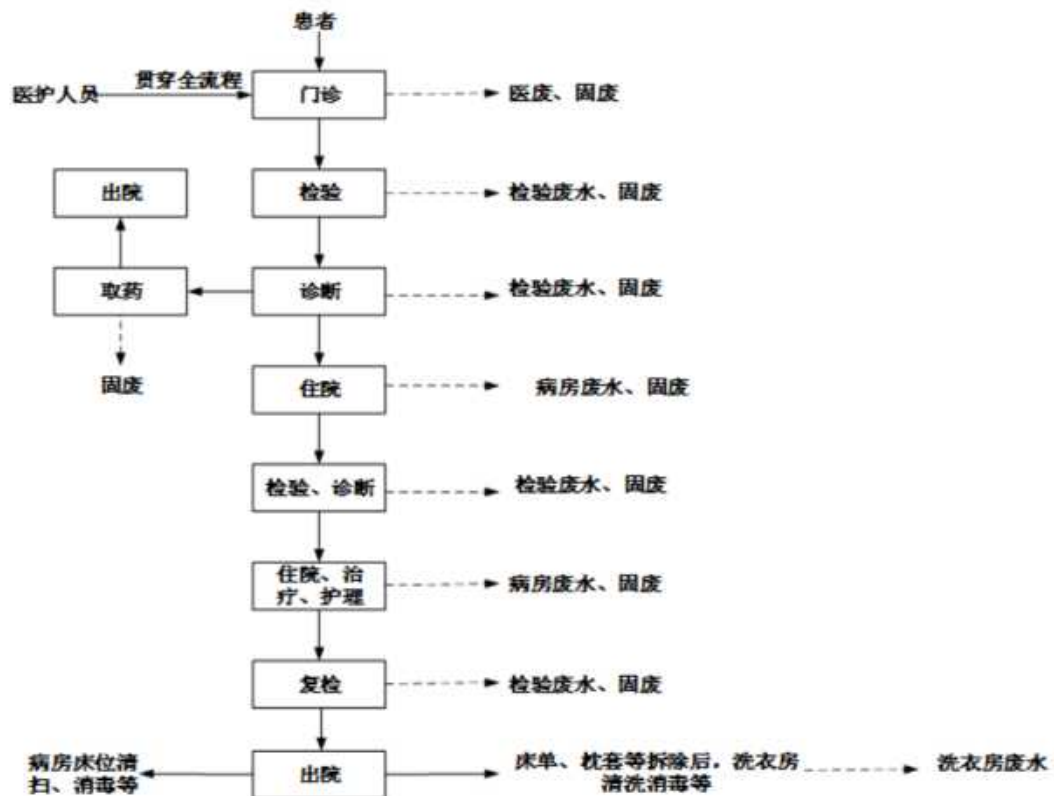 患者
医护人员
贯穿全流程
门诊
医废、固废
出院
检验
检验废水、固废
取药
诊断
检验废水、固废
固废
住院
病房废水、固废
检验、诊断
检验废水、固废
住院、治
疗、护理
病房废水、固废
复检
检验废水、固废
病房床位清
扫、消毒等
出院
床单、枕套等拆除后，洗衣房
清洗消毒等
洗衣房废水